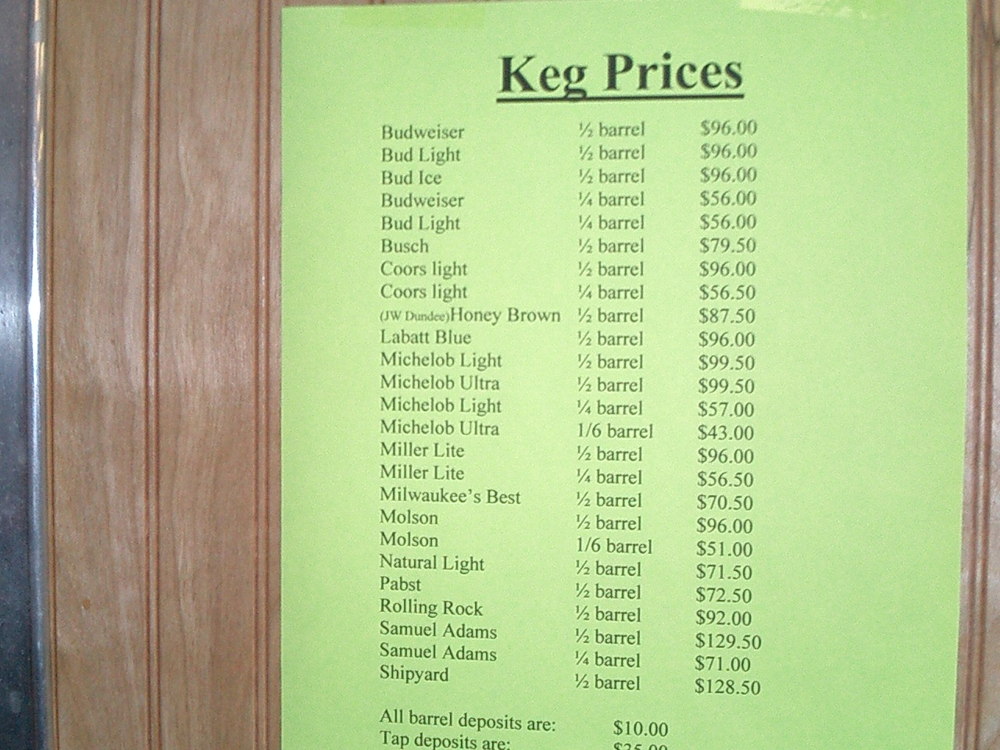 Keg Prices
Budweiser ½ barrel $96.00
Bud Light ½ barrel $96.00
Bud Ice ½ barrel $96.00
Budweiser ¼ barrel $56.00
Bud Light ¼ barrel $56.00
Busch ½ barrel $79.50
Coors light ½ barrel $96.00
Coors light ¼ barrel $56.50
(JW Dundee)Honey Brown ½ barrel $87.50
Labatt Blue ½ barrel $96.00
Michelob Light ½ barrel $99.50
Michelob Ultra ½ barrel $99.50
Michelob Light ¼ barrel $57.00
Michelob Ultra 1/6 barrel $43.00
Miller Lite ½ barrel $96.00
Miller Lite ¼ barrel $56.50
Milwaukee’s Best ½ barrel $70.50
Molson ½ barrel $96.00
Molson 1/6 barrel $51.00
Natural Light ½ barrel $71.50
Pabst ½ barrel $72.50
Rolling Rock ½ barrel $92.00
Samuel Adams ½ barrel $129.50
Samuel Adams ¼ barrel $71.00
Shipyard ½ barrel $128.50
All barrel deposits are: $10.00
Tap deposits are: